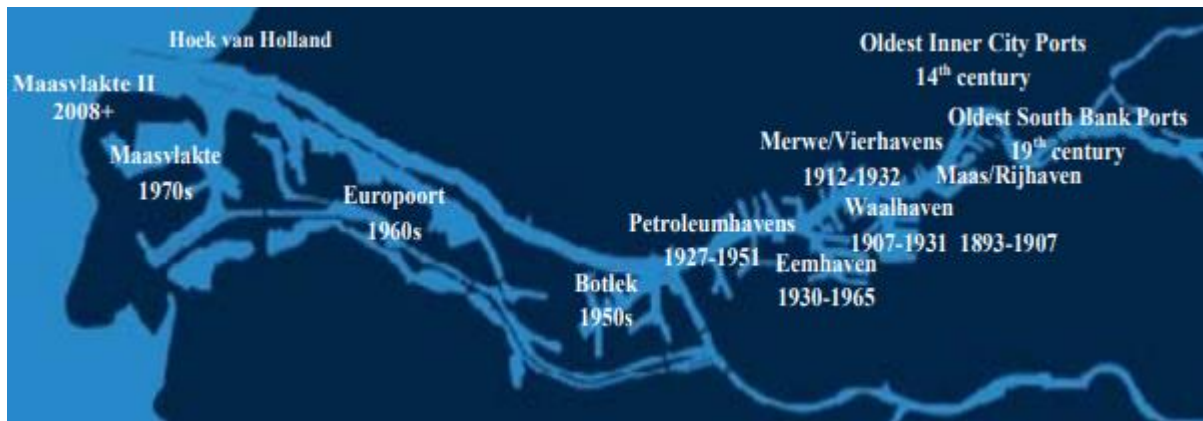 Hoek van Holland
Maasvlakte II
2008+
Maasvlakte
1970s
Europoort
1960s
Botlek
1950s
Petroleumhavens
1927-1951
Merwe/Vierhavens
1912-1932
Oldest Inner City Ports
14th century
Oldest South Bank Ports
19th century
Maas/Rijhaven
Waalhaven
1907-1931 1893-1907
Eemhaven
1930-1965